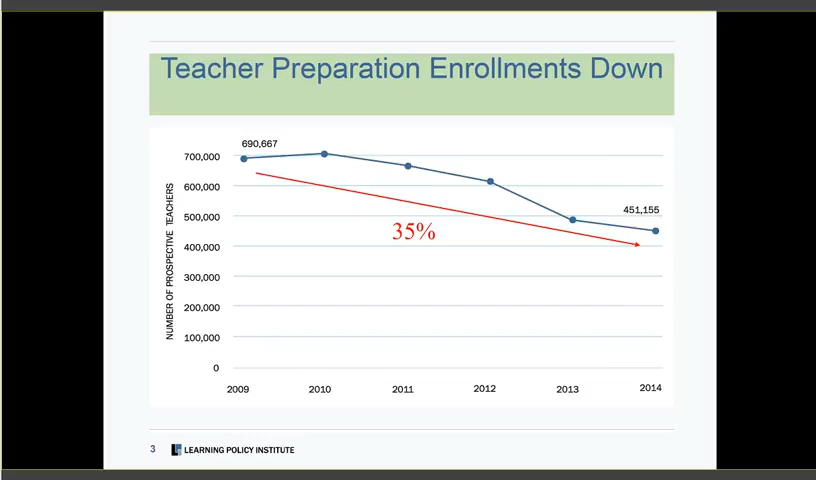 Teacher Preparation Enrollments Down
690,667
700,000
600,000
500,000
400,000
300,000
200,000
100,000
0
NUMBER OF PROSPECTIVE TEACHERS
35%
451,155
2009 2010 2011 2012 2013 2014
3 LEARNING POLICY INSTITUTE